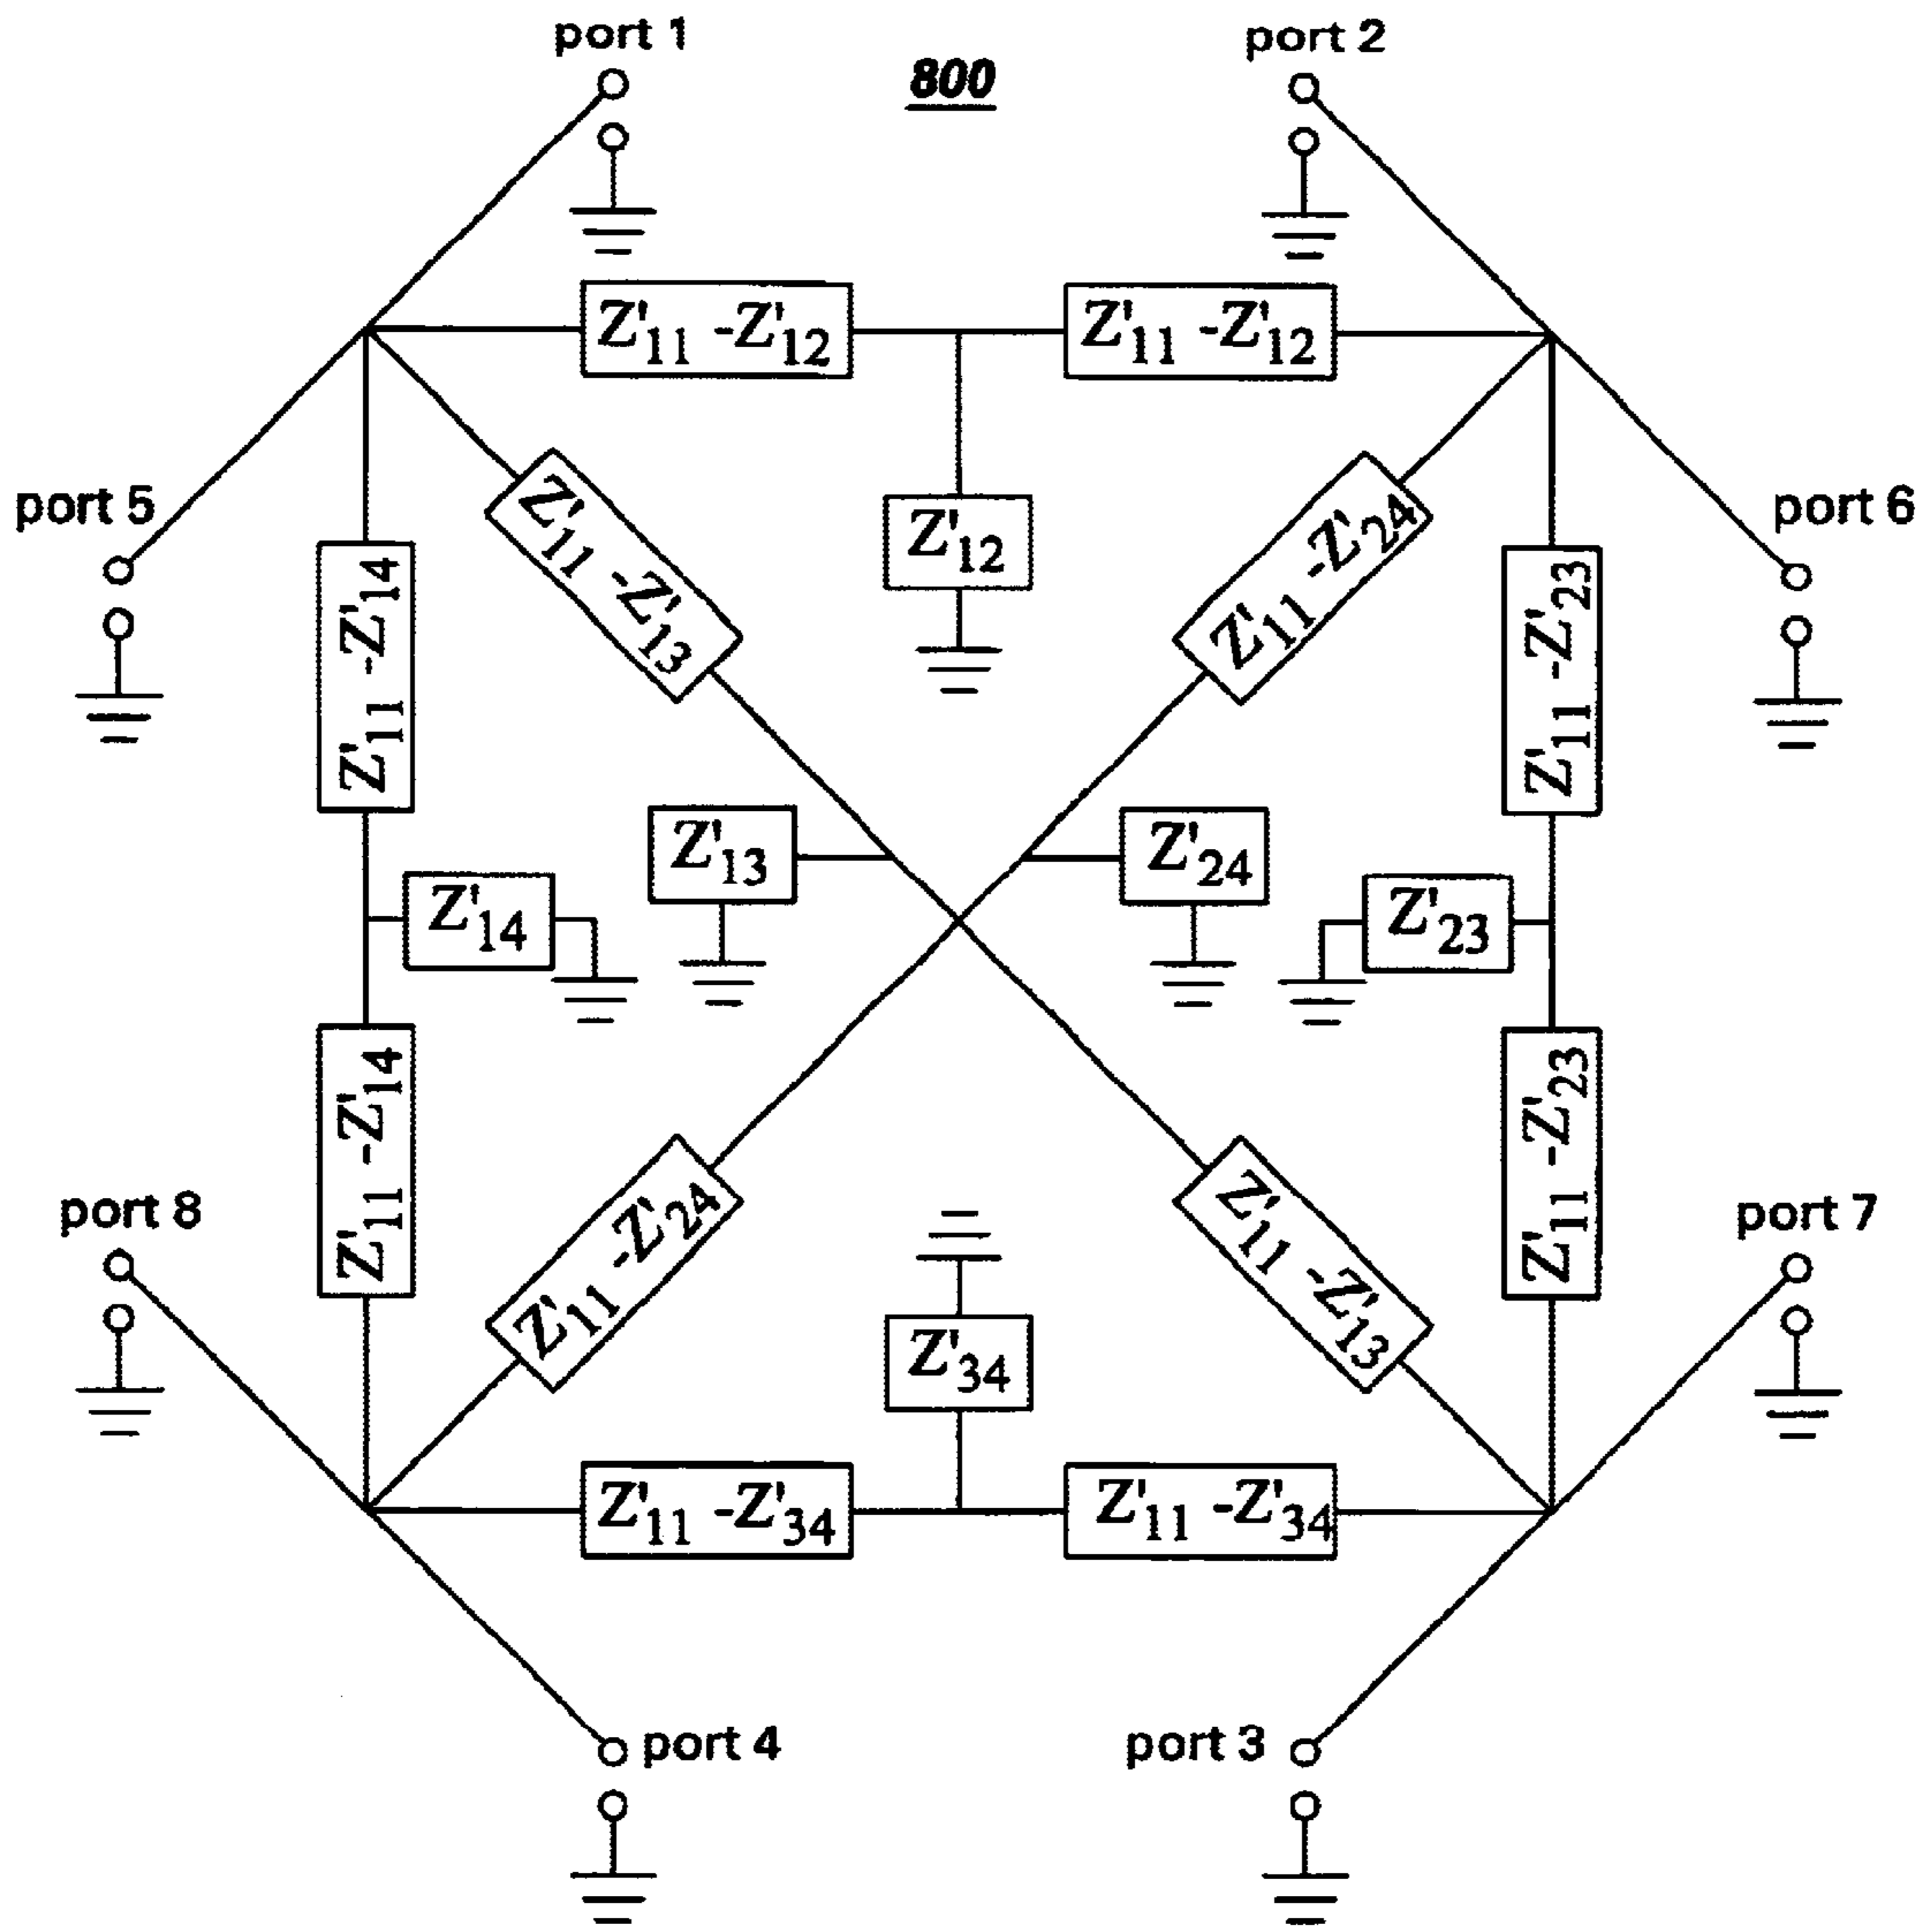 port 1
port 2
800
Z'11 -Z'12
Z'11 -Z'12
port 5
port 6
Z'11 -Z'13
Z'12
Z'11 -Z'24
Z'11 -Z'14
Z'11 -Z'23
Z'13
Z'24
Z'14
Z'23
Z'11 -Z'14
Z'11 -Z'23
port 8
port 7
Z'11 -Z'24
Z'11 -Z'13
Z'34
Z'11 -Z'34
Z'11 -Z'34
port 4
port 3